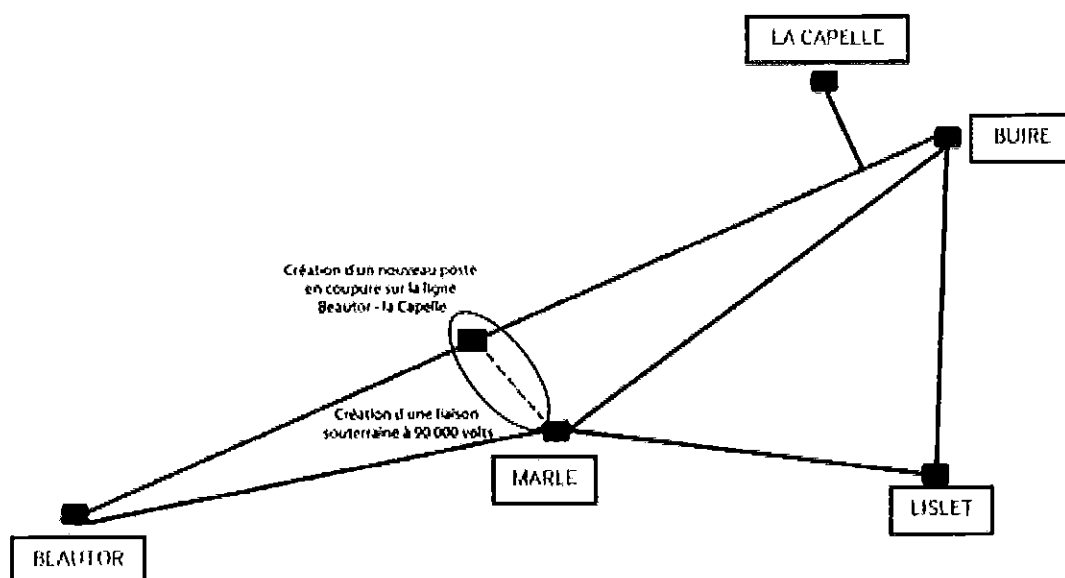 LA CAPELLE
BUIRE
Création d'un nouveau poste
en coupure sur la ligne
Beautor - la Capelle
Création d'une liaison
souterraine à 90 000 volts
MARLE
LISLET
BEAUTOR